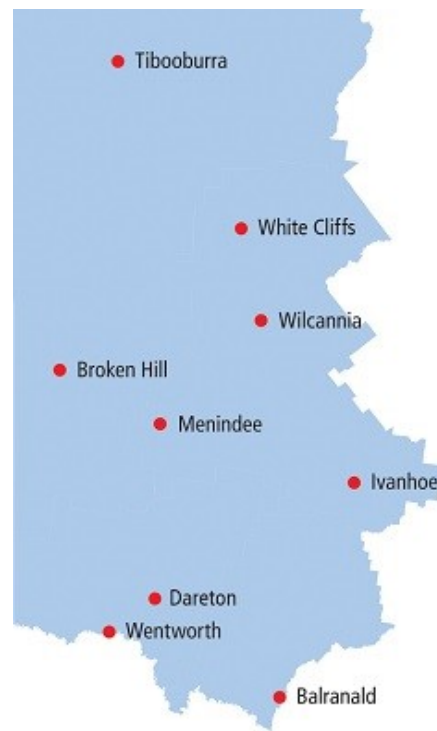 Tibooburra
White Cliffs
Wilcannia
Broken Hill
Menindee
Ivanhoe
Dareton
Wentworth
Balranald